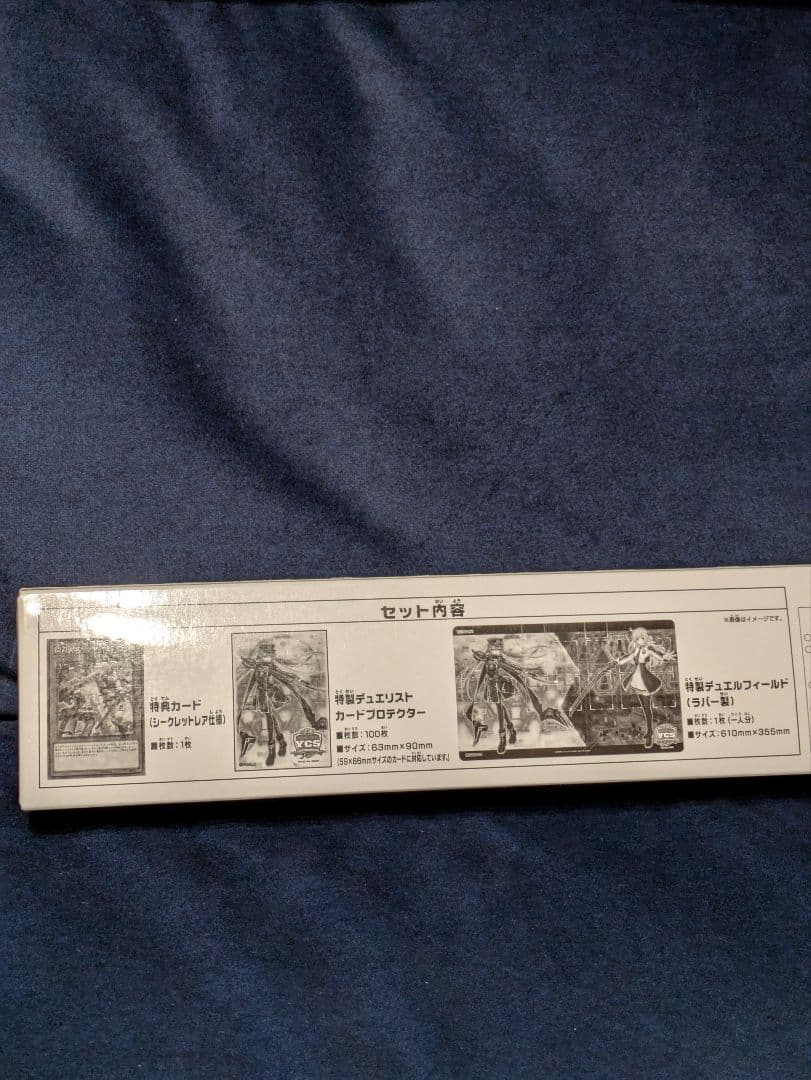 セット内容
※画像はイメージです。
特典カード
(シークレットレア仕様)
■枚数：1枚
特製デュエリスト
カードプロテクター
■枚数：100枚
■サイズ：63mm×90mm
(59×86mmサイズのカードに対応しています。)
YCS
特製デュエルフィールド
(ラバー製)
■枚数：1枚(一人分)
■サイズ：610mm×355mm
YCS